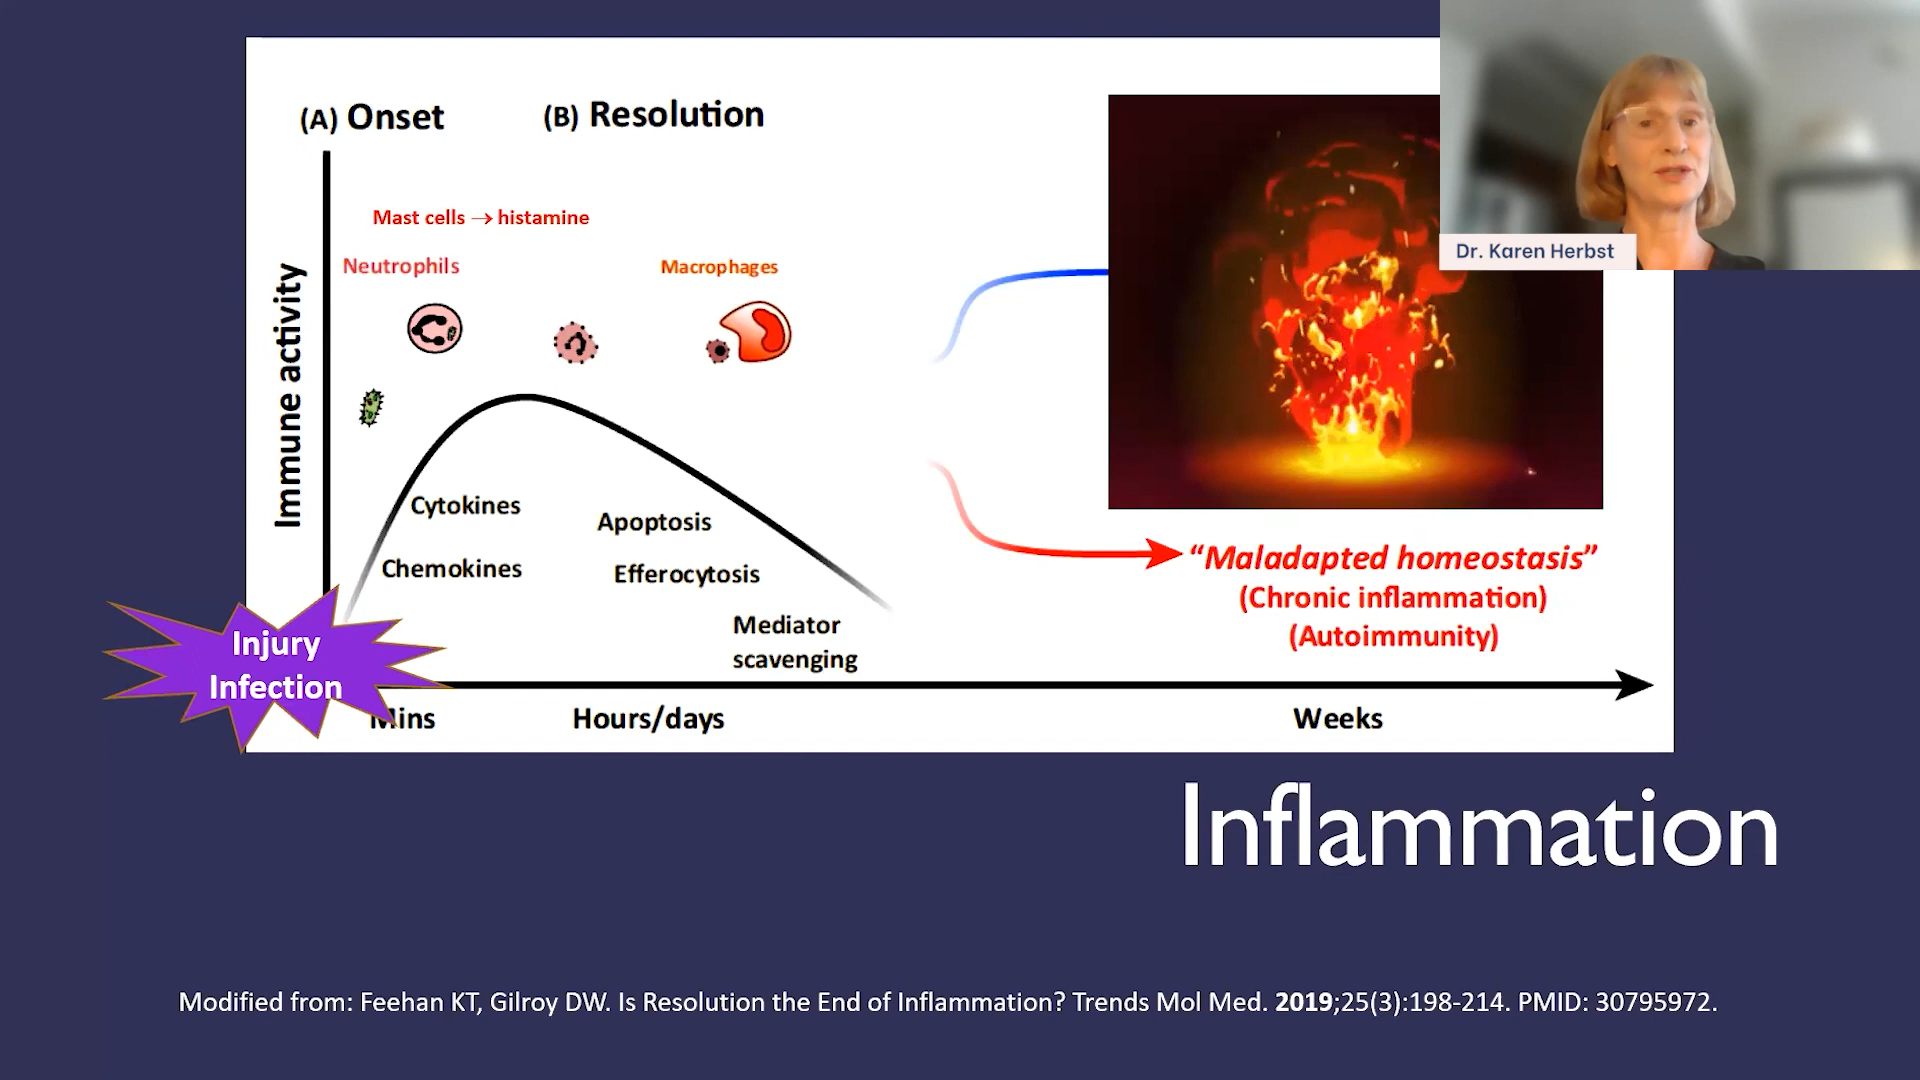 (A) Onset
(B) Resolution
Dr. Karen Herbst
Mast cells → histamine
Neutrophils
Macrophages
Immune activity
Cytokines
Apoptosis
Chemokines
Efferocytosis
Mediator
scavenging
“Maladapted homeostasis”
(Chronic inflammation)
(Autoimmunity)
Injury
Infection
Mins
Hours/days
Weeks
Inflammation
Modified from: Feehan KT, Gilroy DW. Is Resolution the End of Inflammation? Trends Mol Med. 2019;25(3):198-214. PMID: 30795972.